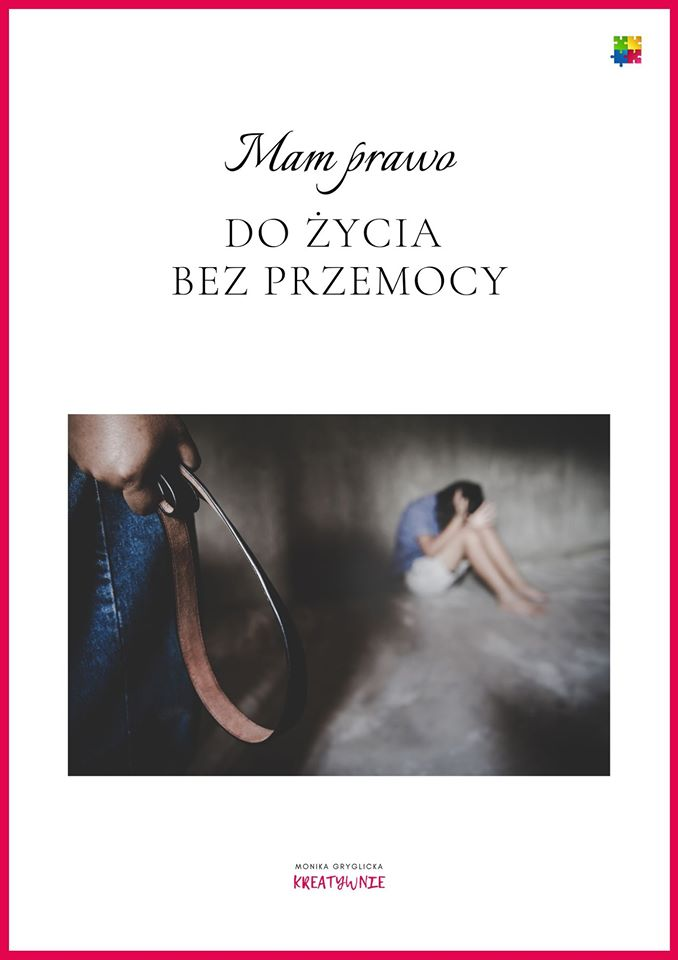 Mam prawo
DO ŻYCIA
BEZ PRZEMOCY
MONIKA GRYGLICKA
KREATYWNIE